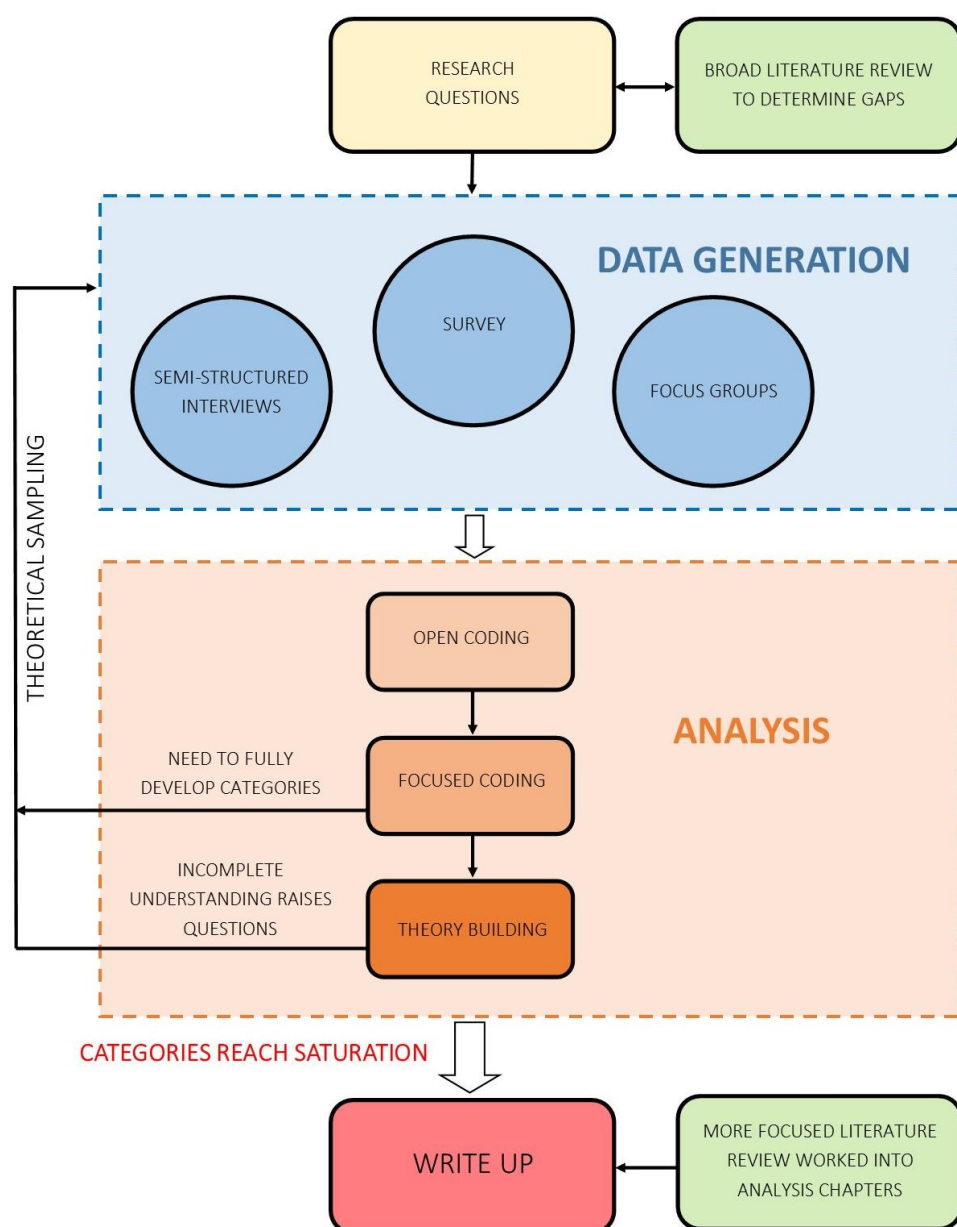 RESEARCH
QUESTIONS
BROAD LITERATURE REVIEW
TO DETERMINE GAPS
DATA GENERATION
SURVEY
SEMI-STRUCTURED
INTERVIEWS
FOCUS GROUPS
THEORETICAL SAMPLING
OPEN CODING
ANALYSIS
NEED TO FULLY
DEVELOP CATEGORIES
FOCUSED CODING
INCOMPLETE
UNDERSTANDING RAISES
QUESTIONS
THEORY BUILDING
CATEGORIES REACH SATURATION
WRITE UP
MORE FOCUSED LITERATURE
REVIEW WORKED INTO
ANALYSIS CHAPTERS